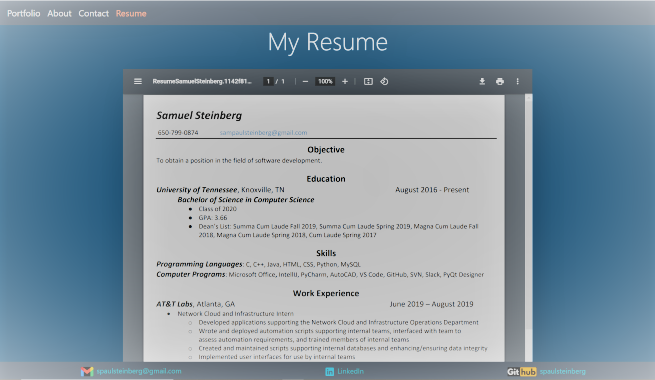 Portfolio About Contact Resume
My Resume
ResumeSamuelSteinberg.1142f81... 1 / 1 − 100% +
Samuel Steinberg
650-799-0874 sampaulsteinberg@gmail.com
Objective
To obtain a position in the field of software development.
Education
University of Tennessee, Knoxville, TN August 2016 - Present
Bachelor of Science in Computer Science
• Class of 2020
• GPA: 3.66
• Dean's List: Summa Cum Laude Fall 2019, Summa Cum Laude Spring 2019, Magna Cum Laude Fall
2018, Magna Cum Laude Spring 2018, Cum Laude Spring 2017
Skills
Programming Languages: C, C++, Java, HTML, CSS, Python, MySQL
Computer Programs: Microsoft Office, IntelliJ, PyCharm, AutoCAD, VS Code, GitHub, SVN, Slack, PyQt Designer
Work Experience
AT&T Labs, Atlanta, GA June 2019 – August 2019
• Network Cloud and Infrastructure Intern
o Developed applications supporting the Network Cloud and Infrastructure Operations Department
o Wrote and deployed automation scripts supporting internal teams, interfaced with team to
assess automation requirements, and trained members of internal teams
o Created and maintained scripts supporting internal databases and enhancing/ensuring data integrity
o Implemented user interfaces for use by internal teams
spaulsteinberg@gmail.com in LinkedIn Git hub spaulsteinberg